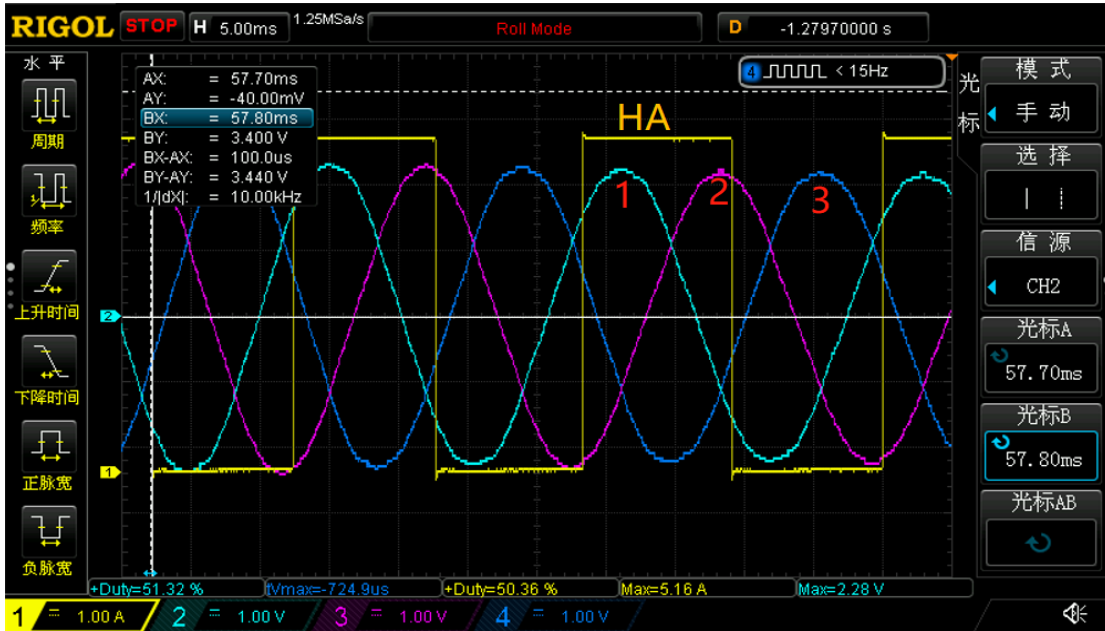 RIGOL STOP H 5.00ms 1.25MSa/s Roll Mode D -1.27970000 s
水 平
周期
频率
上升时间
下降时间
正脉宽
负脉宽
AX: = 57.70ms
AY: = -40.00mV
BX: = 57.80ms
BY: = 3.400 V
BX-AX: = 100.0us
BY-AY: = 3.440 V
1/|dX|: = 10.00kHz
4 < 15Hz
HA
1 2 3
2
1
光标
模 式
手 动
选 择
信 源
CH2
光标A
57.70ms
光标B
57.80ms
光标AB
+Duty=51.32 % tVmax=-724.9us +Duty=50.36 % Max=5.16 A Max=2.28 V
1 = 1.00 A 2 = 1.00 V 3 = 1.00 V 4 = 1.00 V